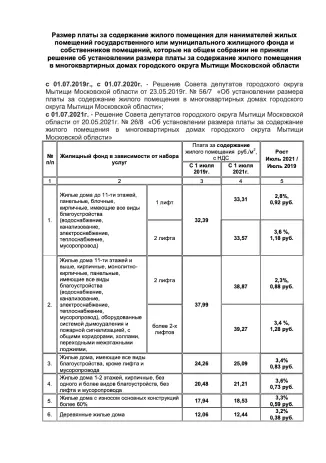 Размер платы за содержание жилого помещения для нанимателей жилых
помещений государственного или муниципального жилищного фонда и
собственников помещений, которые на общем собрании не приняли
решение об установлении размера платы за содержание жилого помещения
в многоквартирных домах городского округа Мытищи Московской области
с 01.07.2019г., с 01.07.2020г. - Решение Совета депутатов городского округа
Мытищи Московской области от 23.05.2019г. № 56/7 «Об установлении размера
платы за содержание жилого помещения в многоквартирных домах городского
округа Мытищи Московской области»;
с 01.07.2021г. - Решение Совета депутатов городского округа Мытищи Московской
области от 20.05.2021г. № 26/8 «Об установлении размера платы за содержание
жилого помещения в многоквартирных домах городского округа Мытищи
Московской области»
№ п/п
Жилищный фонд в зависимости от набора услуг
Плата за содержание жилого помещения руб./м², с НДС
С 1 июля 2019г.
С 1 июля 2021г.
Рост Июль 2021 / Июль 2019
1 2 3 4 5
1.
Жилые дома до 11-ти этажей,
панельные, блочные,
кирпичные, имеющие все виды
благоустройства
(водоснабжение,
канализование,
электроснабжение,
теплоснабжение,
мусоропровод)
1 лифт
32,39
33,31
2,8%,
0,92 руб.
2 лифта
33,57
3,6 %,
1,18 руб.
2.
Жилые дома 11-ти этажей и
выше, кирпичные, монолитно-
кирпичные, панельные,
имеющие все виды
благоустройства
(водоснабжение,
канализование,
электроснабжение,
теплоснабжение,
мусоропровод), оборудованные
системой дымоудаления и
пожарной сигнализацией, с
общими коридорами, холлами,
переходными межэтажными
лоджиями,
2 лифта
37,99
38,87
2,3%,
0,88 руб.
более 2-х
лифтов
39,27
3,4 %,
1,28 руб.
3.
Жилые дома, имеющие все виды
благоустройства, кроме лифта и
мусоропровода
24,26
25,09
3,4%
0,83 руб.
4.
Жилые дома 1-2 этажей, кирпичные, без
одного и более видов благоустройств, без
лифта и мусоропровода
20,48
21,21
3,6%
0,73 руб.
5.
Жилые дома с износом основных конструкций
более 60%
17,94
18,53
3,3%
0,59 руб.
6.
Деревянные жилые дома
12,06
12,44
3,2%
0,38 руб.